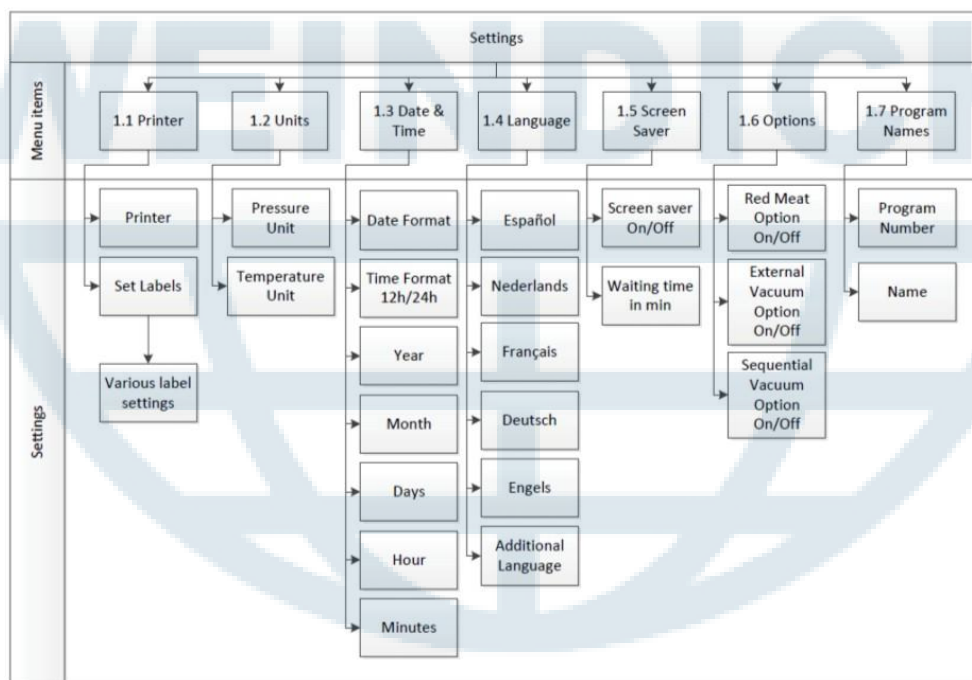 WEINDICH
Settings
Menu items
1.1 Printer
1.2 Units
1.3 Date &
Time
1.4 Language
1.5 Screen
Saver
1.6 Options
1.7 Program
Names
Settings
Printer
Set Labels
Various label
settings
Pressure
Unit
Temperature
Unit
Date Format
Time Format
12h/24h
Year
Month
Days
Hour
Minutes
Español
Nederlands
Français
Deutsch
Engels
Additional
Language
Screen saver
On/Off
Waiting time
in min
Red Meat
Option
On/Off
External
Vacuum
Option
On/Off
Sequential
Vacuum
Option
On/Off
Program
Number
Name